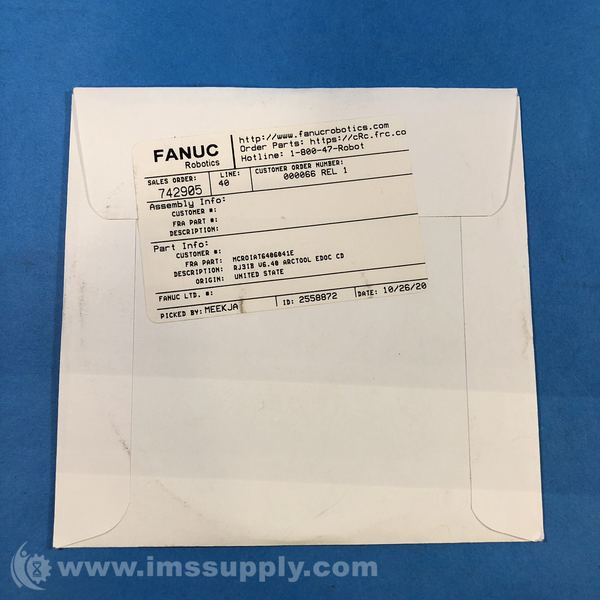 FANUC
Robotics
http://www.fanucrobotics.com
Order Parts: https://cRc.frc.co
Hotline: 1-800-47-Robot
SALES ORDER: 742905
LINE: 40
CUSTOMER ORDER NUMBER: 000066 REL 1
Assembly Info:
CUSTOMER #:
FRA PART #:
DESCRIPTION:
Part Info:
CUSTOMER #:
FRA PART: MCROIATG406041E
DESCRIPTION: RJ3IB V6.40 ARCTOOL EDOC CD
ORIGIN: UNITED STATE
FANUC LTD. #:
PICKED BY: MEEKJA ID: 2558872 DATE: 10/26/20
www.imssupply.com